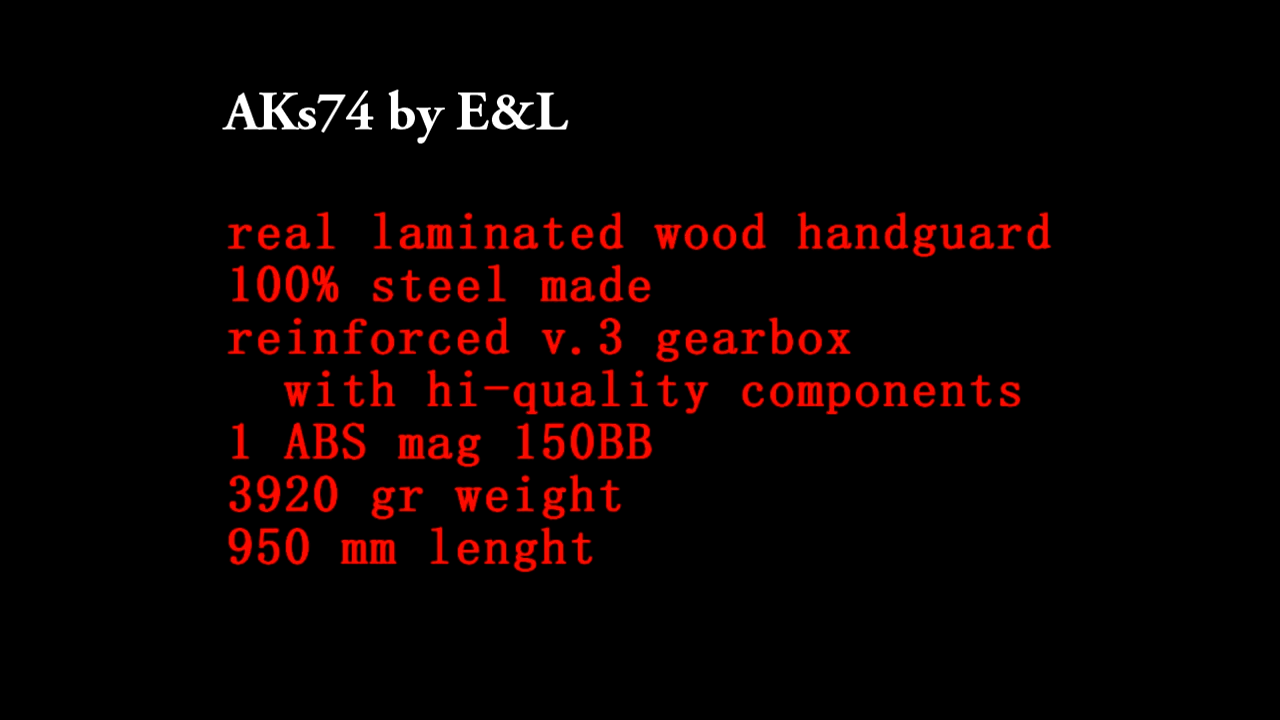 AKs74 by E&L
real laminated wood handguard
100% steel made
reinforced v.3 gearbox
with hi-quality components
1 ABS mag 150BB
3920 gr weight
950 mm lenght